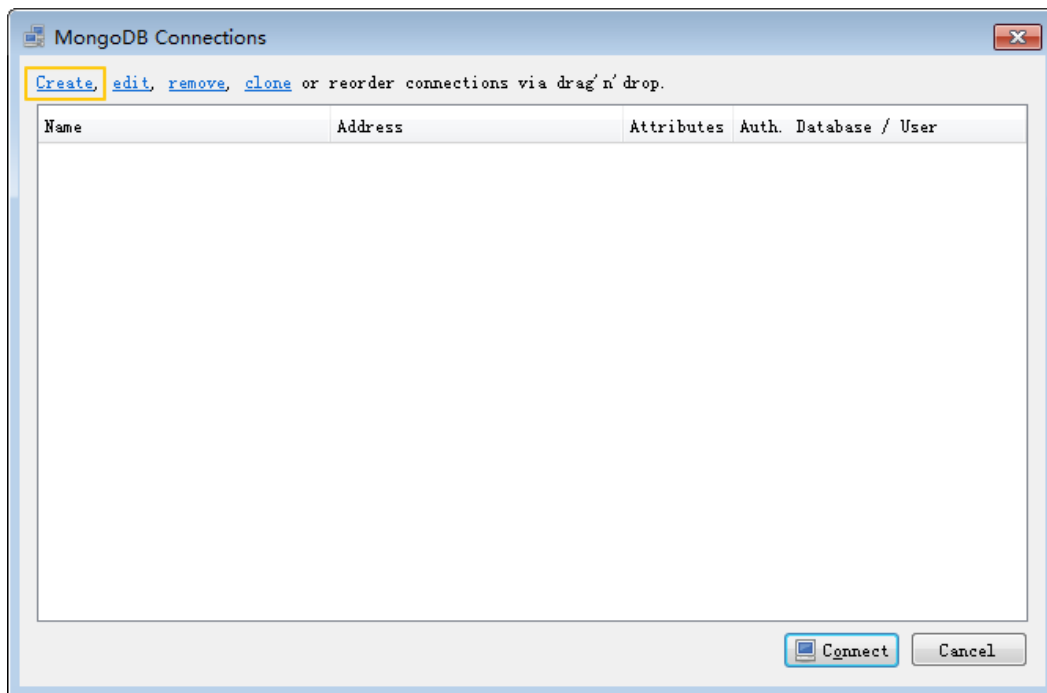 MongoDB Connections
Create, edit, remove, clone or reorder connections via drag'n'drop.
Name Address Attributes Auth. Database / User
Connect Cancel